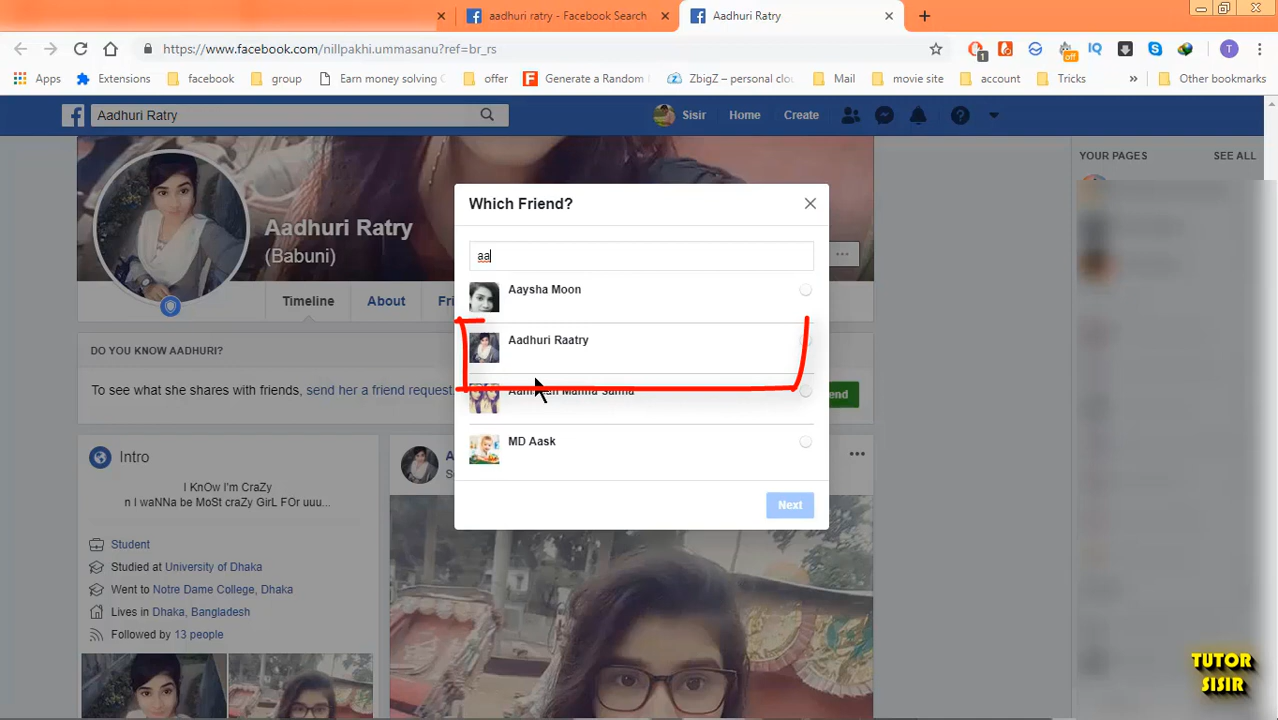 aadhuri ratry - Facebook Search
Aadhuri Ratry
https://www.facebook.com/nillpakhi.ummasanu?ref=br_rs
1
off
IQ
T
Apps
Extensions
facebook
group
Earn money solving C
offer
Generate a Random
ZbigZ – personal clou
Mail
movie site
account
Tricks
»
Other bookmarks
Aadhuri Ratry
Sisir
Home
Create
YOUR PAGES
SEE ALL
Aadhuri Ratry
(Babuni)
Timeline
About
Fri
DO YOU KNOW AADHURI?
To see what she shares with friends, send her a friend request.
end
Which Friend?
aa
Aaysha Moon
Aadhuri Raatry
MD Aask
Next
Intro
I KnOw I'm CraZy
n I waNNa be MoSt craZy GirL FOr uuu...
Student
Studied at University of Dhaka
Went to Notre Dame College, Dhaka
Lives in Dhaka, Bangladesh
Followed by 13 people
TUTOR
SISIR